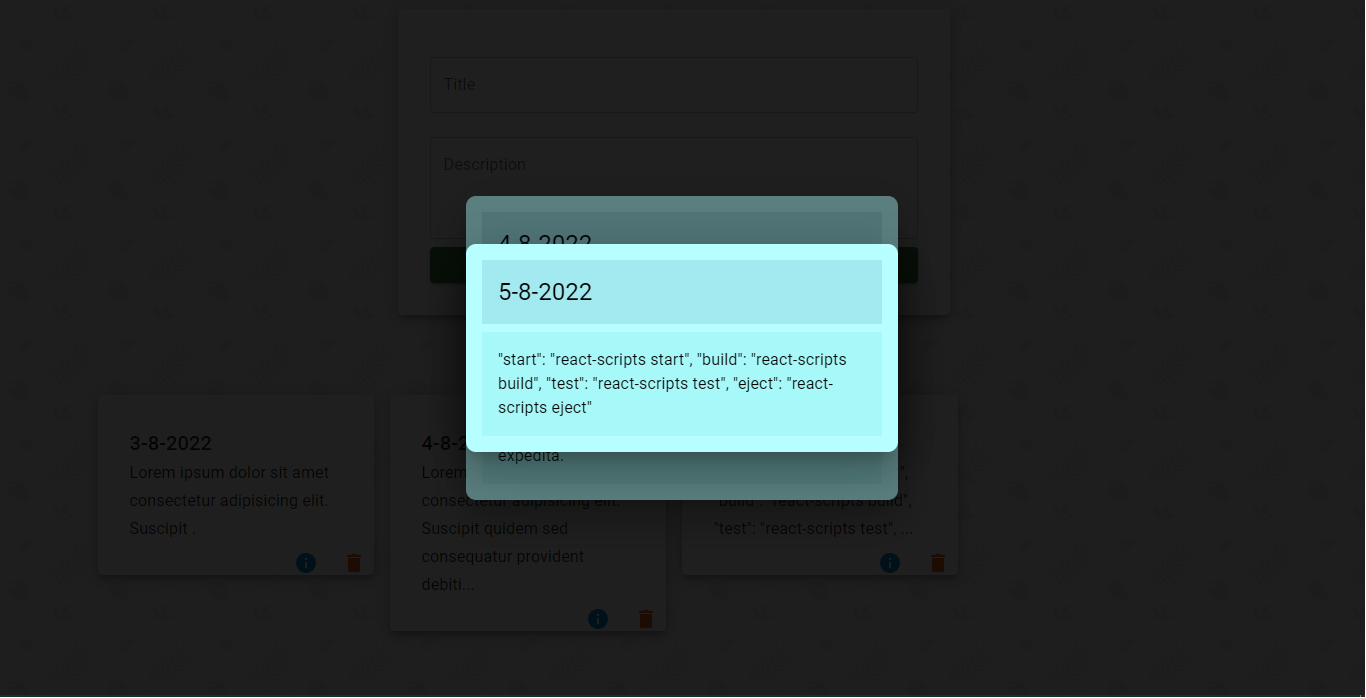 Title
Description
4-8-2022
5-8-2022
"start": "react-scripts start", "build": "react-scripts
build", "test": "react-scripts test", "eject": "react-
scripts eject"
expedita.
3-8-2022
Lorem ipsum dolor sit amet
consectetur adipisicing elit.
Suscipit .
4-8-2
Lorem
consectetur adipisicing elit.
Suscipit quidem sed
consequatur provident
debiti...
",
"build": "react-scripts build",
"test": "react-scripts test", ...